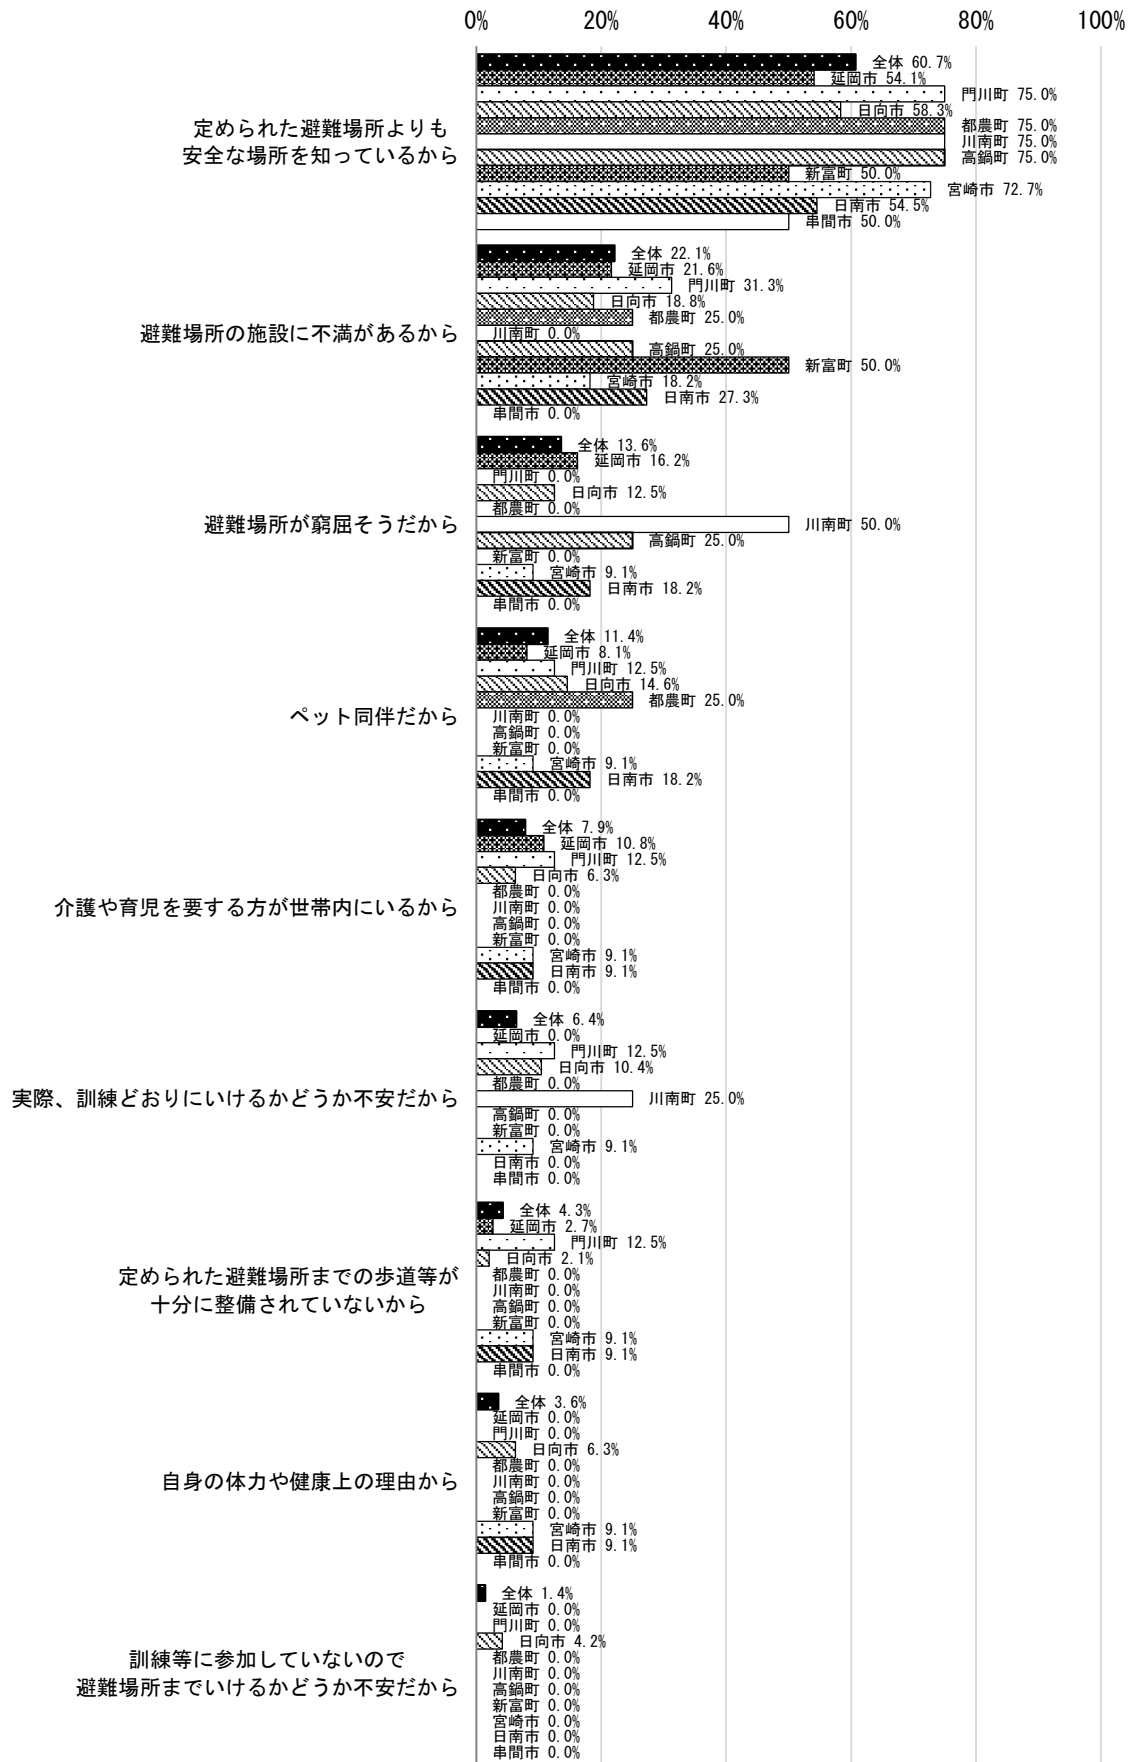 0% 20% 40% 60% 80% 100%
全体 60.7%
延岡市 54.1%
門川町 75.0%
日向市 58.3%
定められた避難場所よりも
安全な場所を知っているから
都農町 75.0%
川南町 75.0%
高鍋町 75.0%
新富町 50.0%
宮崎市 72.7%
日南市 54.5%
串間市 50.0%
全体 22.1%
延岡市 21.6%
門川町 31.3%
日向市 18.8%
都農町 25.0%
避難場所の施設に不満があるから
川南町 0.0%
高鍋町 25.0%
新富町 50.0%
宮崎市 18.2%
日南市 27.3%
串間市 0.0%
全体 13.6%
延岡市 16.2%
門川町 0.0%
日向市 12.5%
都農町 0.0%
避難場所が窮屈そうだから
川南町 50.0%
高鍋町 25.0%
新富町 0.0%
宮崎市 9.1%
日南市 18.2%
串間市 0.0%
全体 11.4%
延岡市 8.1%
門川町 12.5%
日向市 14.6%
都農町 25.0%
ペット同伴だから
川南町 0.0%
高鍋町 0.0%
新富町 0.0%
宮崎市 9.1%
日南市 18.2%
串間市 0.0%
全体 7.9%
延岡市 10.8%
門川町 12.5%
日向市 6.3%
都農町 0.0%
介護や育児を要する方が世帯内にいるから
川南町 0.0%
高鍋町 0.0%
新富町 0.0%
宮崎市 9.1%
日南市 9.1%
串間市 0.0%
全体 6.4%
延岡市 0.0%
門川町 12.5%
日向市 10.4%
都農町 0.0%
実際、訓練どおりにいけるかどうか不安だから
川南町 25.0%
高鍋町 0.0%
新富町 0.0%
宮崎市 9.1%
日南市 0.0%
串間市 0.0%
全体 4.3%
延岡市 2.7%
門川町 12.5%
日向市 2.1%
定められた避難場所までの歩道等が
十分に整備されていないから
都農町 0.0%
川南町 0.0%
高鍋町 0.0%
新富町 0.0%
宮崎市 9.1%
日南市 9.1%
串間市 0.0%
全体 3.6%
延岡市 0.0%
門川町 0.0%
日向市 6.3%
都農町 0.0%
自身の体力や健康上の理由から
川南町 0.0%
高鍋町 0.0%
新富町 0.0%
宮崎市 9.1%
日南市 9.1%
串間市 0.0%
全体 1.4%
延岡市 0.0%
門川町 0.0%
日向市 4.2%
訓練等に参加していないので
避難場所までいけるかどうか不安だから
都農町 0.0%
川南町 0.0%
高鍋町 0.0%
新富町 0.0%
宮崎市 0.0%
日南市 0.0%
串間市 0.0%